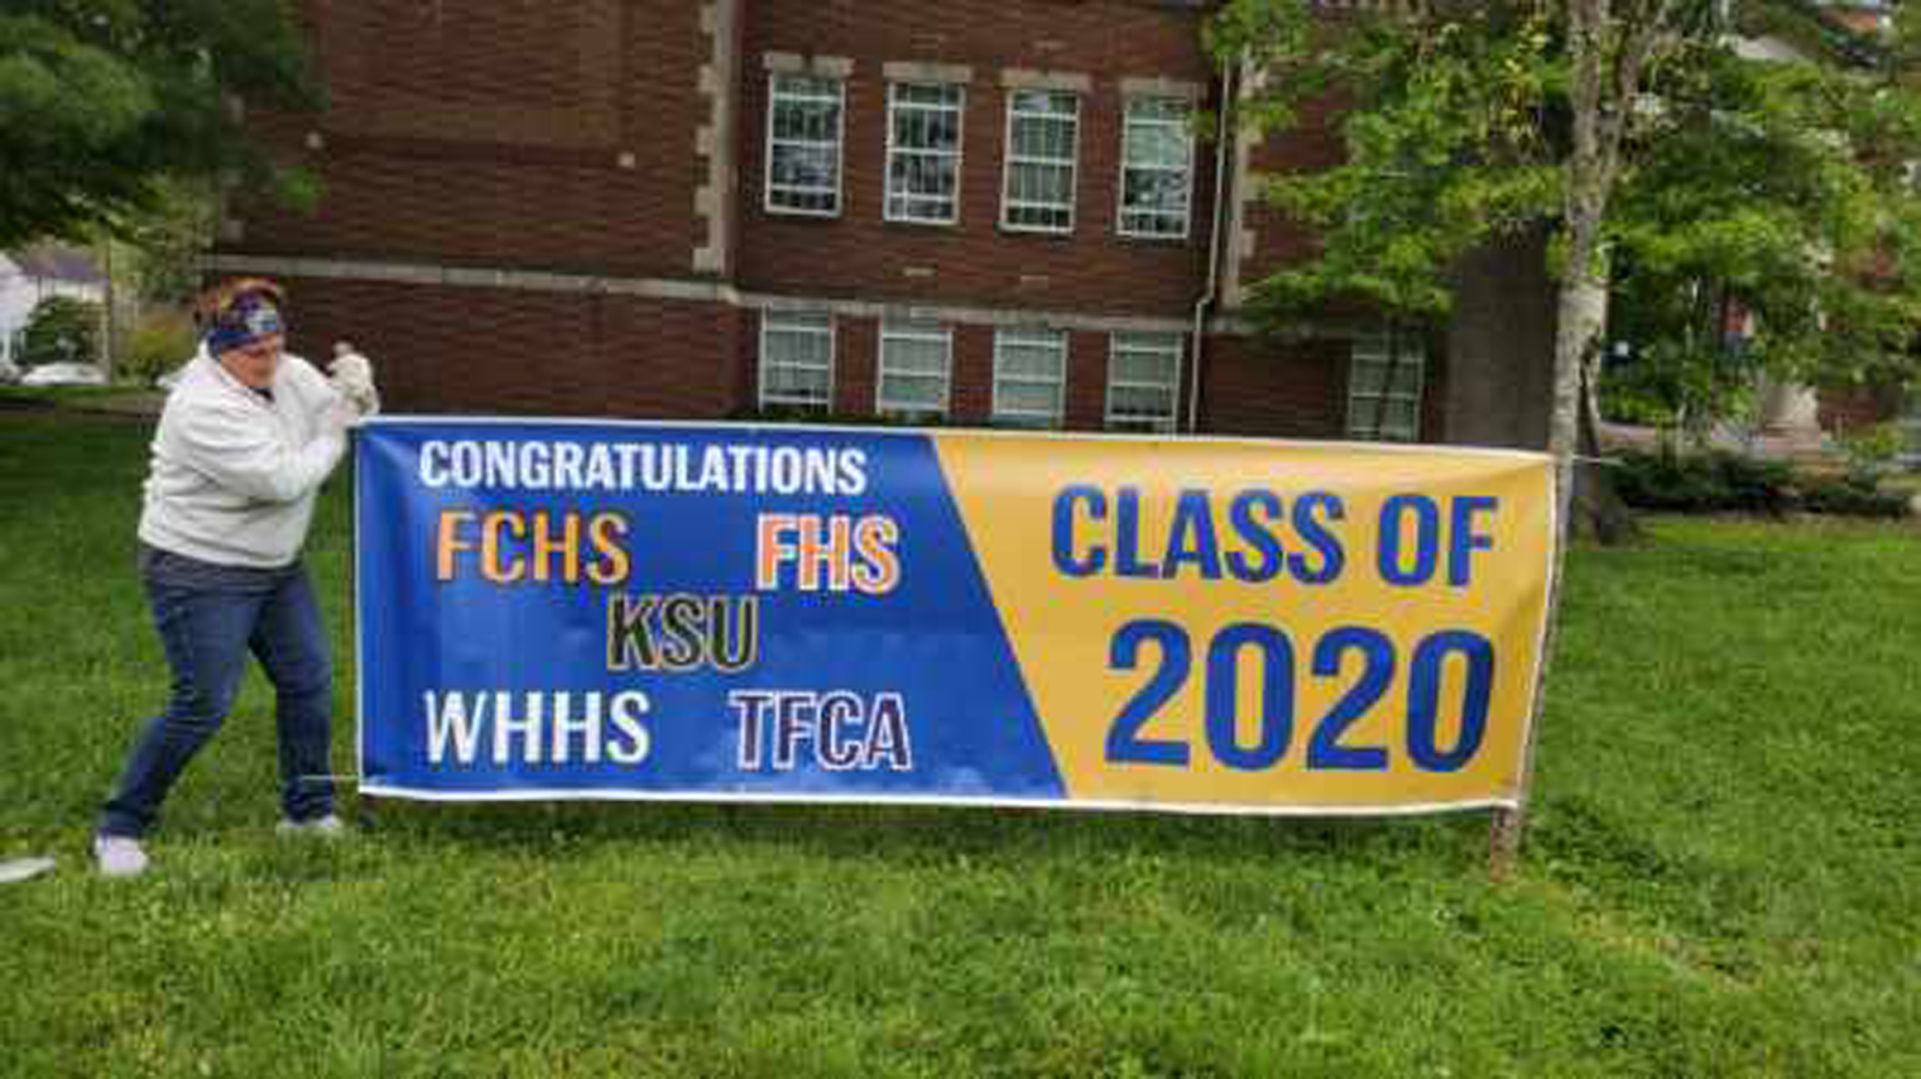 CONGRATULATIONS
FCHS FHS
KSU
WHHS TFCA
CLASS OF
2020